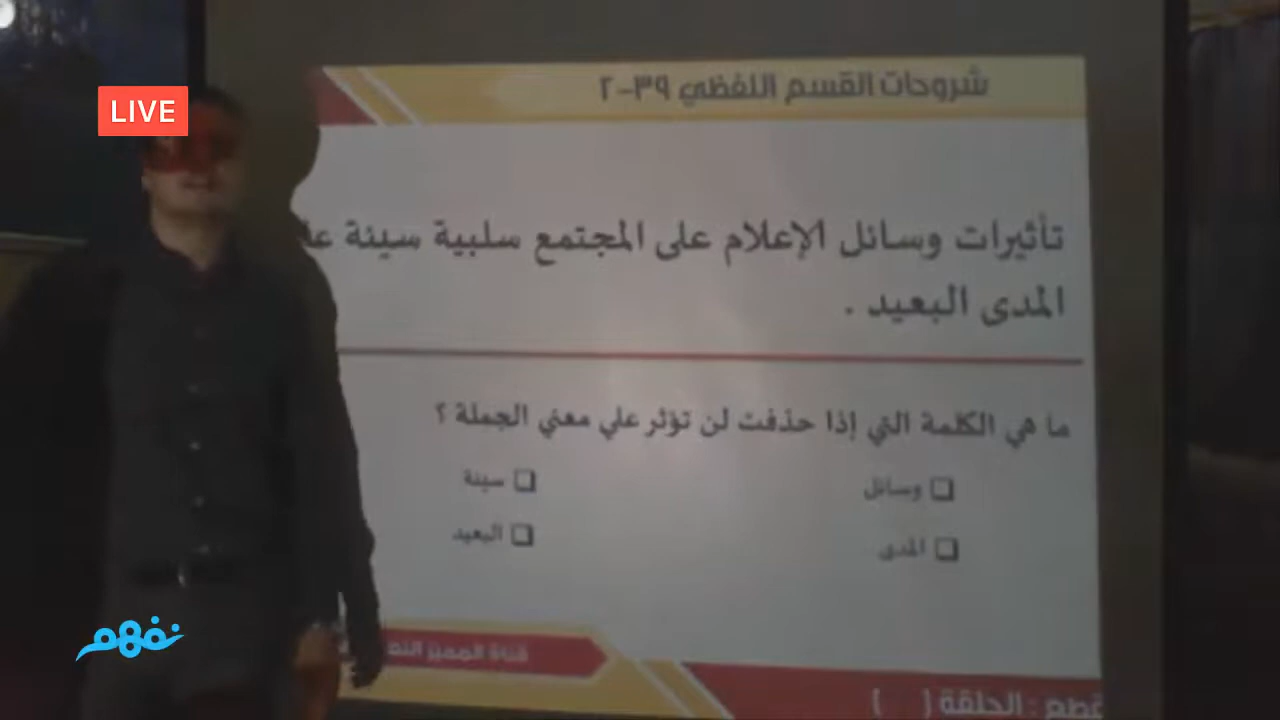 LIVE
شروحات القسم اللفظي ٣٩-٢
تأثيرات وسائل الإعلام على المجتمع سلبية سيئة
المدى البعيد .
ما هي الكلمة التي إذا حذفت لن تؤثر علي معني الجملة ؟
❑ وسائل ❑ سيئة
❑ المدى ❑ البعيد
قناة المميز
قطع : الحلقة ( )
نفهم